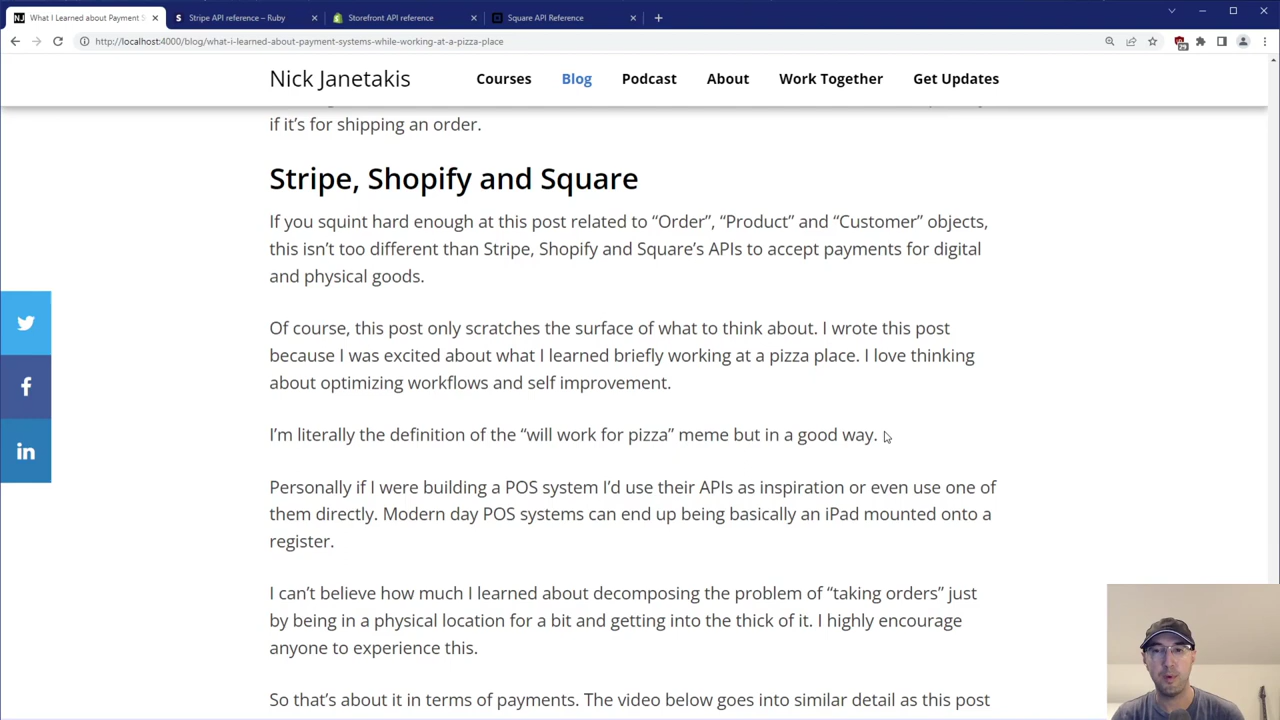 What I Learned about Payment S
Stripe API reference – Ruby
Storefront API reference
Square API Reference
http://localhost:4000/blog/what-i-learned-about-payment-systems-while-working-at-a-pizza-place
29
Nick Janetakis
Courses
Blog
Podcast
About
Work Together
Get Updates
if it's for shipping an order.
Stripe, Shopify and Square
If you squint hard enough at this post related to “Order”, “Product” and “Customer” objects,
this isn't too different than Stripe, Shopify and Square's APIs to accept payments for digital
and physical goods.
Of course, this post only scratches the surface of what to think about. I wrote this post
because I was excited about what I learned briefly working at a pizza place. I love thinking
about optimizing workflows and self improvement.
I'm literally the definition of the “will work for pizza” meme but in a good way.
Personally if I were building a POS system I'd use their APIs as inspiration or even use one of
them directly. Modern day POS systems can end up being basically an iPad mounted onto a
register.
I can't believe how much I learned about decomposing the problem of “taking orders” just
by being in a physical location for a bit and getting into the thick of it. I highly encourage
anyone to experience this.
So that's about it in terms of payments. The video below goes into similar detail as this post